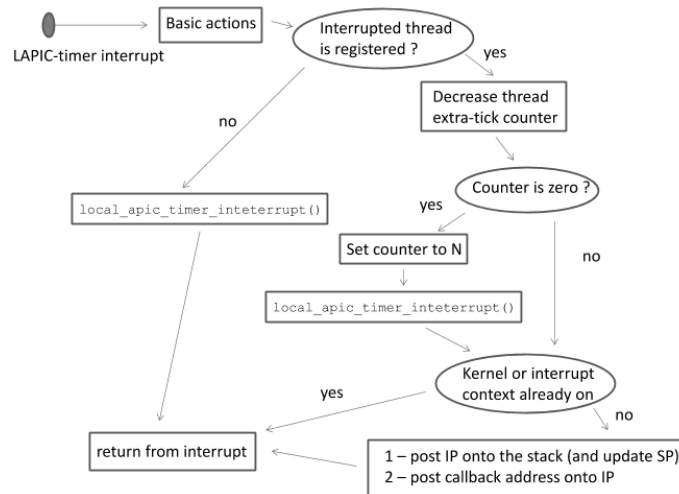 Basic actions
LAPIC-timer interrupt
Interrupted thread
is registered ?
yes
no
Decrease thread
extra-tick counter
Counter is zero ?
yes
no
local_apic_timer_inteterrupt()
Set counter to N
local_apic_timer_inteterrupt()
Kernel or interrupt
context already on
yes
no
return from interrupt
1 – post IP onto the stack (and update SP)
2 – post callback address onto IP